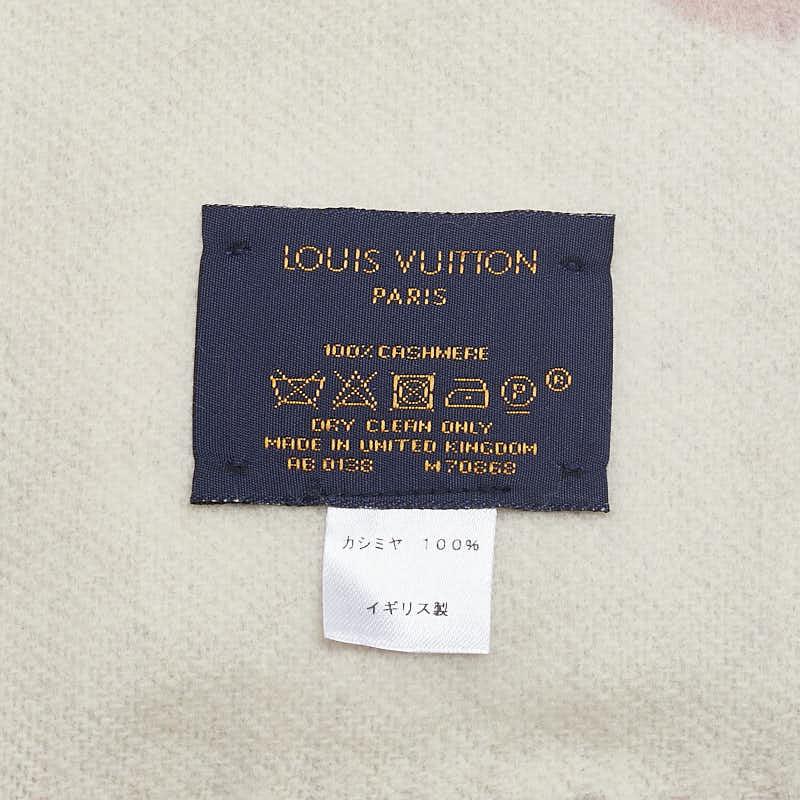 LOUIS VUITTON
PARIS
100% CASHMERE
P ®
DRY CLEAN ONLY
MADE IN UNITED KINGDOM
AB 0138 M70868
カシミヤ 100%
イギリス製